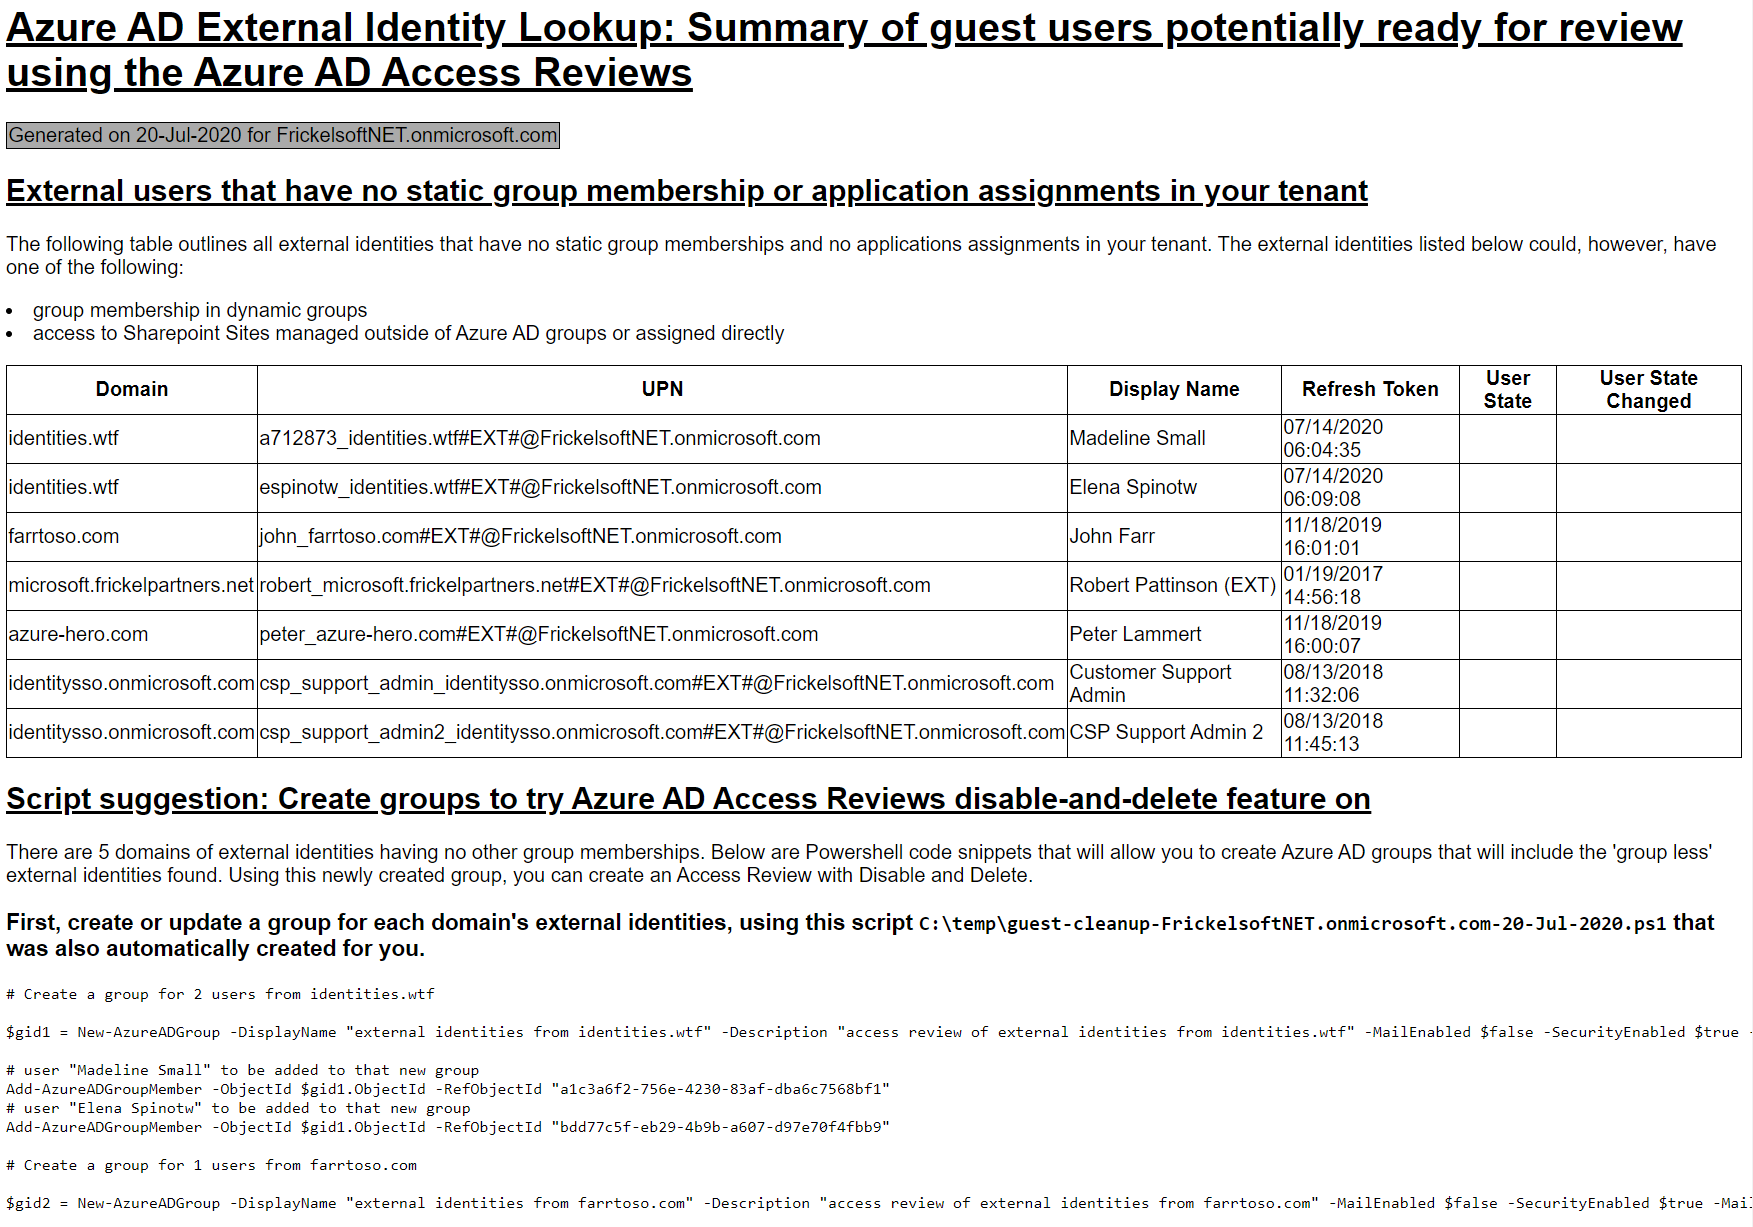 Azure AD External Identity Lookup: Summary of guest users potentially ready for review
using the Azure AD Access Reviews
Generated on 20-Jul-2020 for FrickelsoftNET.onmicrosoft.com
External users that have no static group membership or application assignments in your tenant
The following table outlines all external identities that have no static group memberships and no applications assignments in your tenant. The external identities listed below could, however, have
one of the following:
• group membership in dynamic groups
• access to Sharepoint Sites managed outside of Azure AD groups or assigned directly
Domain UPN Display Name Refresh Token User State User State Changed
identities.wtf a712873_identities.wtf#EXT#@FrickelsoftNET.onmicrosoft.com Madeline Small 07/14/2020 06:04:35
identities.wtf espinotw_identities.wtf#EXT#@FrickelsoftNET.onmicrosoft.com Elena Spinotw 07/14/2020 06:09:08
farrtoso.com john_farrtoso.com#EXT#@FrickelsoftNET.onmicrosoft.com John Farr 11/18/2019 16:01:01
microsoft.frickelpartners.net robert_microsoft.frickelpartners.net#EXT#@FrickelsoftNET.onmicrosoft.com Robert Pattinson (EXT) 01/19/2017 14:56:18
azure-hero.com peter_azure-hero.com#EXT#@FrickelsoftNET.onmicrosoft.com Peter Lammert 11/18/2019 16:00:07
identitysso.onmicrosoft.com csp_support_admin_identitysso.onmicrosoft.com#EXT#@FrickelsoftNET.onmicrosoft.com Customer Support Admin 08/13/2018 11:32:06
identitysso.onmicrosoft.com csp_support_admin2_identitysso.onmicrosoft.com#EXT#@FrickelsoftNET.onmicrosoft.com CSP Support Admin 2 08/13/2018 11:45:13
Script suggestion: Create groups to try Azure AD Access Reviews disable-and-delete feature on
There are 5 domains of external identities having no other group memberships. Below are Powershell code snippets that will allow you to create Azure AD groups that will include the 'group less'
external identities found. Using this newly created group, you can create an Access Review with Disable and Delete.
First, create or update a group for each domain's external identities, using this script C:\temp\guest-cleanup-FrickelsoftNET.onmicrosoft.com-20-Jul-2020.ps1 that
was also automatically created for you.
# Create a group for 2 users from identities.wtf
$gid1 = New-AzureADGroup -DisplayName "external identities from identities.wtf" -Description "access review of external identities from identities.wtf" -MailEnabled $false -SecurityEnabled $true -
# user "Madeline Small" to be added to that new group
Add-AzureADGroupMember -ObjectId $gid1.ObjectId -RefObjectId "a1c3a6f2-756e-4230-83af-dba6c7568bf1"
# user "Elena Spinotw" to be added to that new group
Add-AzureADGroupMember -ObjectId $gid1.ObjectId -RefObjectId "bdd77c5f-eb29-4b9b-a607-d97e70f4fbb9"
# Create a group for 1 users from farrtoso.com
$gid2 = New-AzureADGroup -DisplayName "external identities from farrtoso.com" -Description "access review of external identities from farrtoso.com" -MailEnabled $false -SecurityEnabled $true -Mail